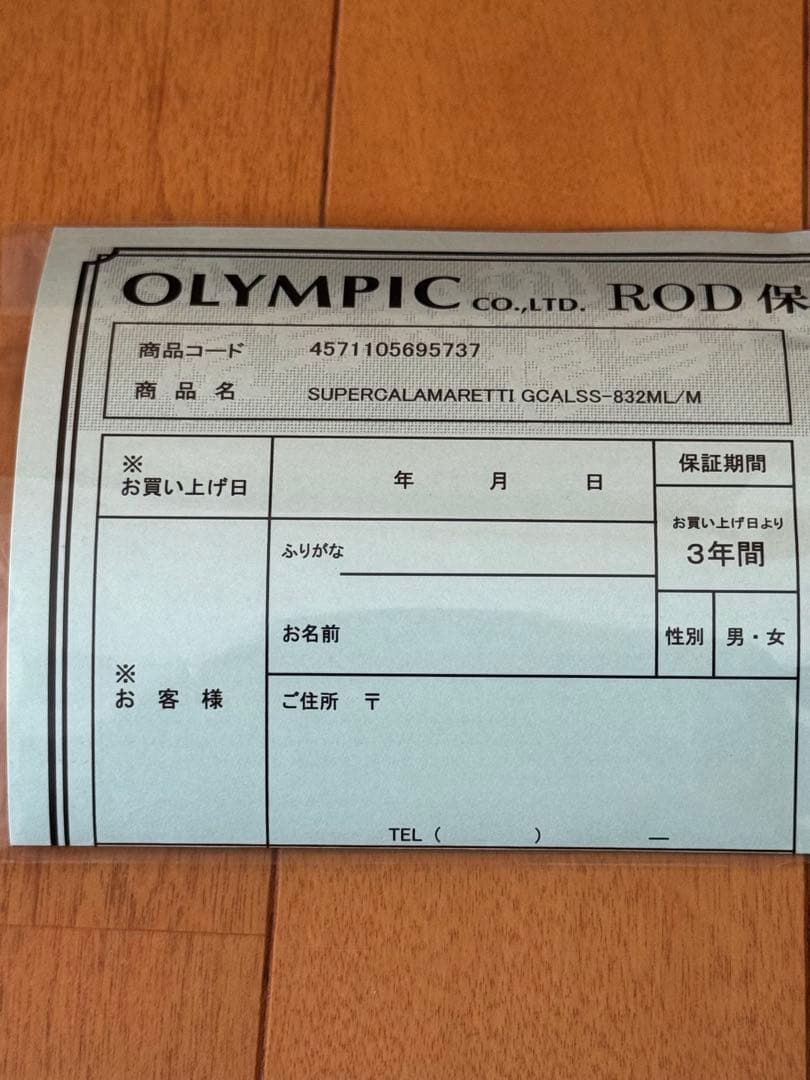 OLYMPIC CO.,LTD. ROD 保
商品コード 4571105695737
商品名 SUPERCALAMARETTI GCALSS-832ML/M
※
お買い上げ日
年 月 日
保証期間
お買い上げ日より
3年間
ふりがな
お名前
性別 男・女
※
お客様
ご住所 〒
TEL ( ) —